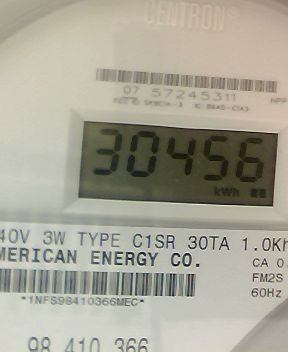 CENTRON®
07 57245311
30456
kWh
40V 3W TYPE C1SR 30TA 1.0Kh
MERICAN ENERGY CO.
CA 0.
FM2S
60Hz
*1NFS98410366MEC*
98 410 366